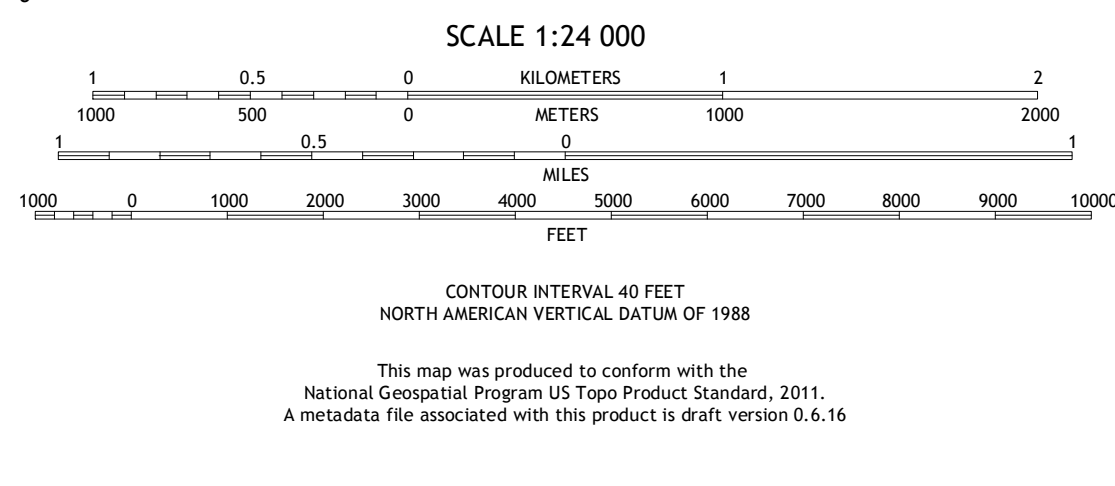 SCALE 1:24 000
1 0.5 0 KILOMETERS 1 2
1000 500 0 METERS 1000 2000
1 0.5 0 1
MILES
1000 0 1000 2000 3000 4000 5000 6000 7000 8000 9000 10000
FEET
CONTOUR INTERVAL 40 FEET
NORTH AMERICAN VERTICAL DATUM OF 1988
This map was produced to conform with the
National Geospatial Program US Topo Product Standard, 2011.
A metadata file associated with this product is draft version 0.6.16